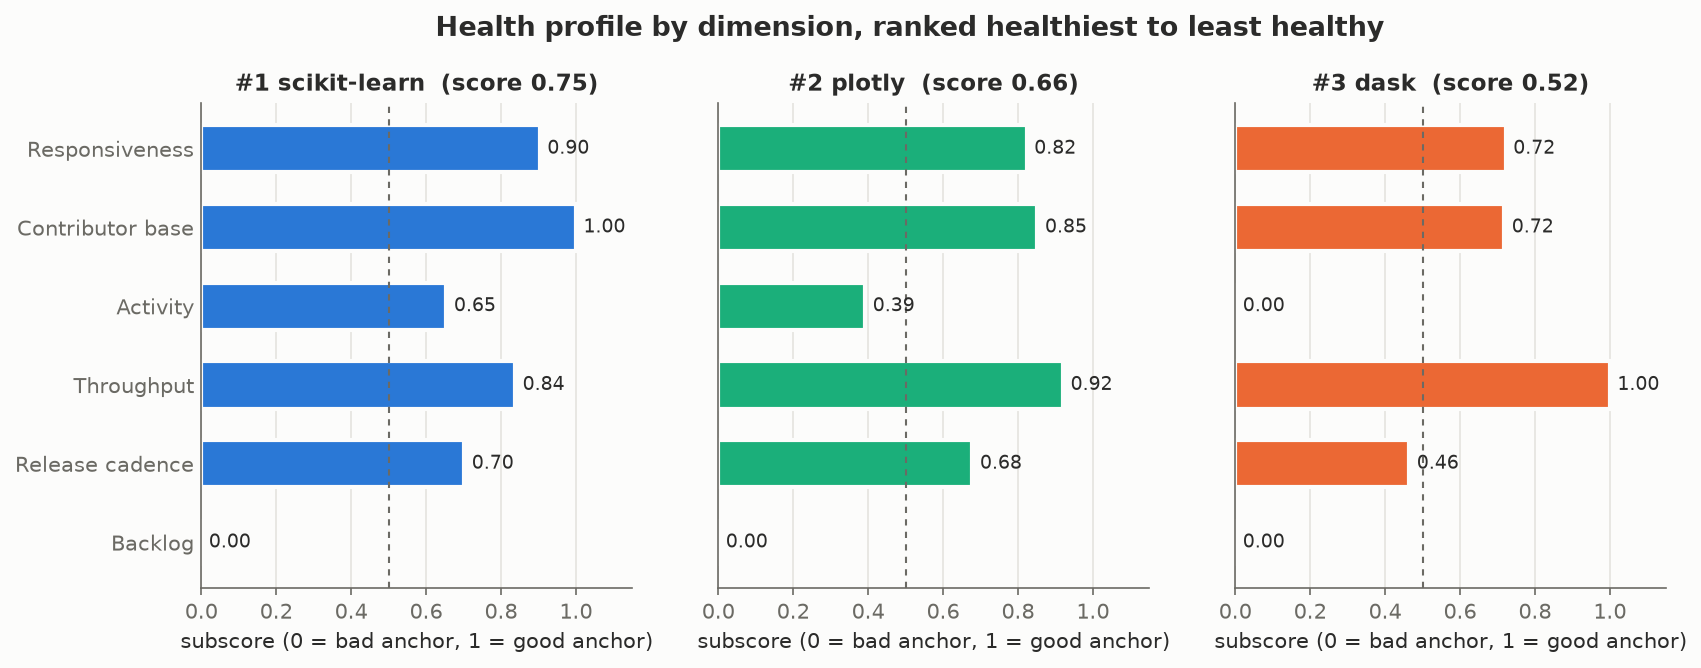 Health profile by dimension, ranked healthiest to least healthy
#1 scikit-learn (score 0.75)
#2 plotly (score 0.66)
#3 dask (score 0.52)
Responsiveness
0.90
0.82
0.72
Contributor base
1.00
0.85
0.72
Activity
0.65
0.39
0.00
Throughput
0.84
0.92
1.00
Release cadence
0.70
0.68
0.46
Backlog
0.00
0.00
0.00
0.0 0.2 0.4 0.6 0.8 1.0
0.0 0.2 0.4 0.6 0.8 1.0
0.0 0.2 0.4 0.6 0.8 1.0
subscore (0 = bad anchor, 1 = good anchor)
subscore (0 = bad anchor, 1 = good anchor)
subscore (0 = bad anchor, 1 = good anchor)